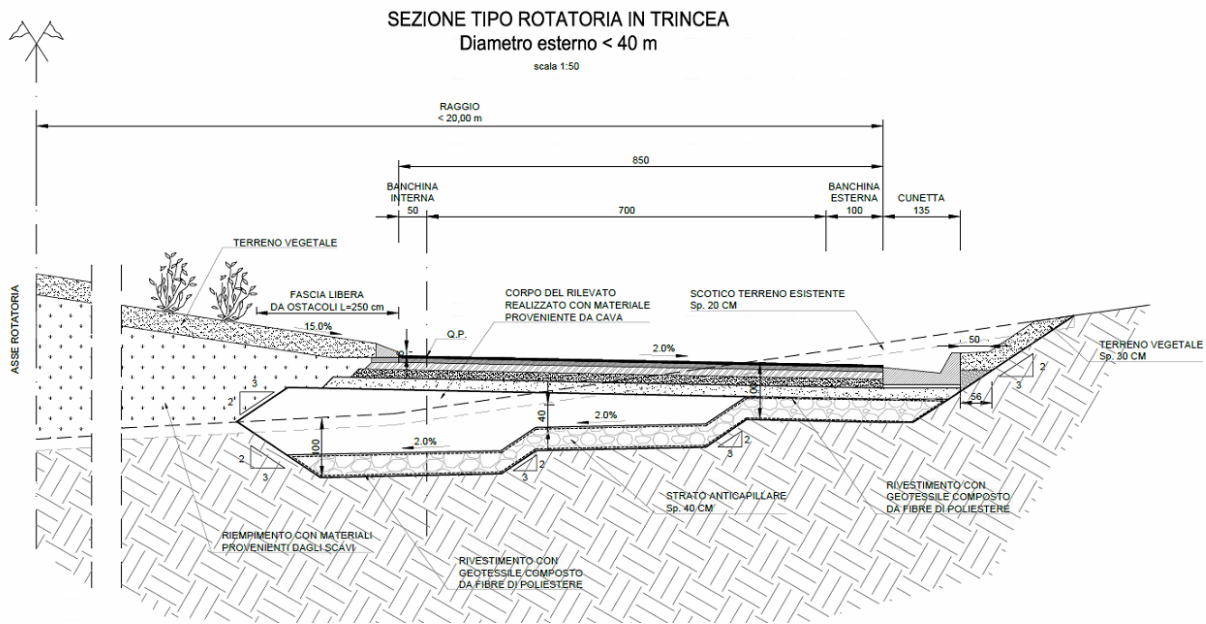 SEZIONE TIPO ROTATORIA IN TRINCEA
Diametro esterno < 40 m
scala 1:50
RAGGIO
< 20,00 m
850
BANCHINA
INTERNA
50
700
BANCHINA
ESTERNA
100
CUNETTA
135
ASSE ROTATORIA
TERRENO VEGETALE
FASCIA LIBERA
DA OSTACOLI L=250 cm
15.0%
Q.P.
CORPO DEL RILEVATO
REALIZZATO CON MATERIALE
PROVENIENTE DA CAVA
SCOTICO TERRENO ESISTENTE
Sp. 20 CM
2.0%
50
TERRENO VEGETALE
Sp. 30 CM
3
2
3
2
56
40
2.0%
100
2.0%
100
2
3
3
2
3
2
STRATO ANTICAPILLARE
Sp. 40 CM
RIVESTIMENTO CON
GEOTESSILE COMPOSTO
DA FIBRE DI POLIESTERE
RIEMPIMENTO CON MATERIALI
PROVENIENTI DAGLI SCAVI
RIVESTIMENTO CON
GEOTESSILE COMPOSTO
DA FIBRE DI POLIESTERE